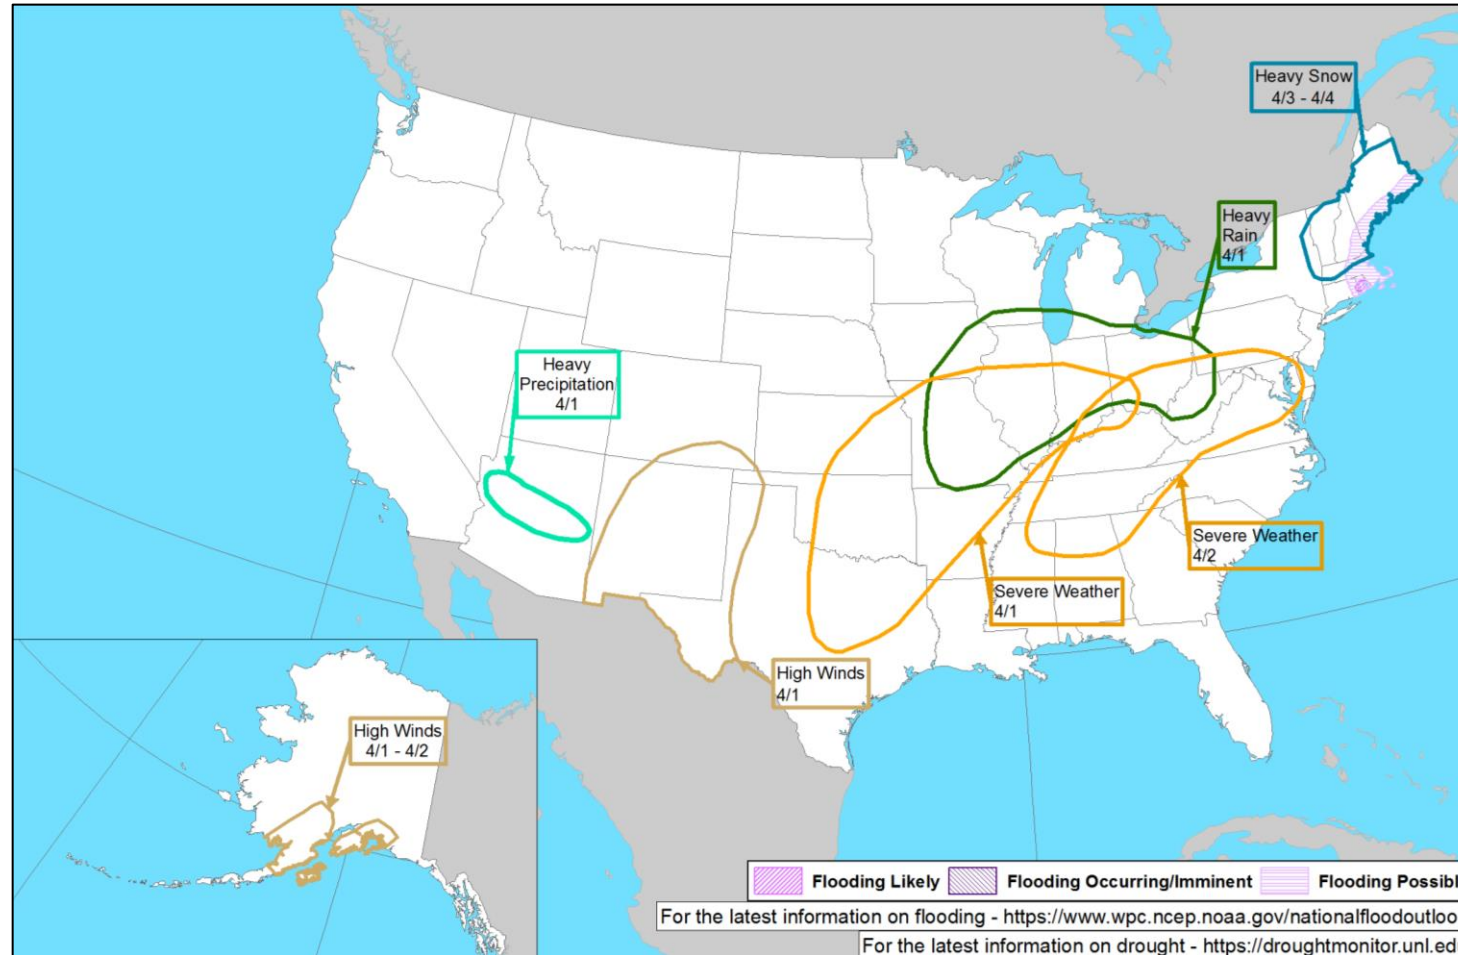 Heavy Snow
4/3 - 4/4
Heavy
Rain
4/1
Heavy
Precipitation
4/1
Severe Weather
4/2
Severe Weather
4/1
High Winds
4/1
High Winds
4/1 - 4/2
Flooding Likely
Flooding Occurring/Imminent
Flooding Possibl
For the latest information on flooding - https://www.wpc.ncep.noaa.gov/nationalfloodoutloo
For the latest information on drought - https://droughtmonitor.unl.ed